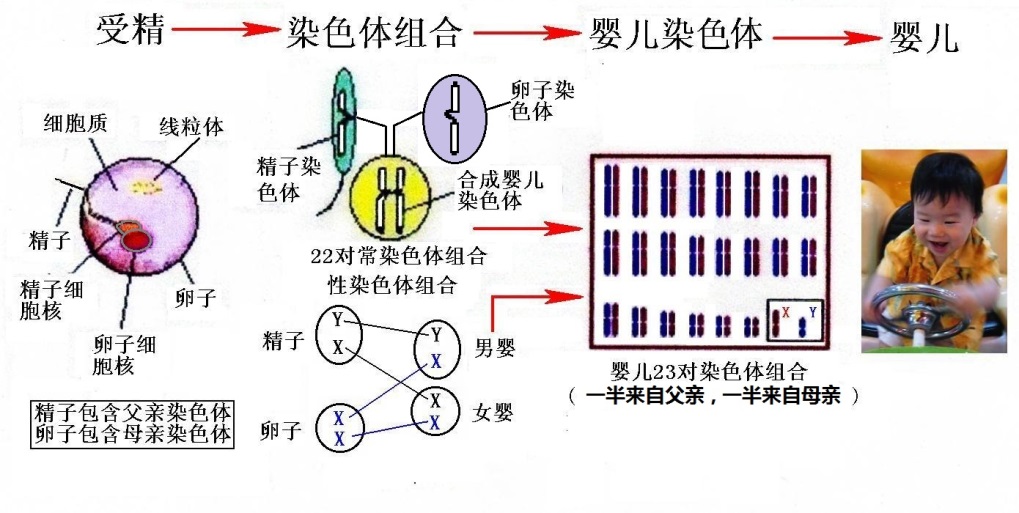 受精
染色体组合
婴儿染色体
婴儿
细胞质
线粒体
精子
精子细
胞核
卵子
卵子细
胞核
精子包含父亲染色体
卵子包含母亲染色体
卵子染
色体
精子染
色体
合成婴儿
染色体
22对常染色体组合
性染色体组合
精子
Y
X
Y
X
男婴
卵子
X
X
X
X
女婴
X Y
婴儿23对染色体组合
（ 一半来自父亲，一半来自母亲 ）